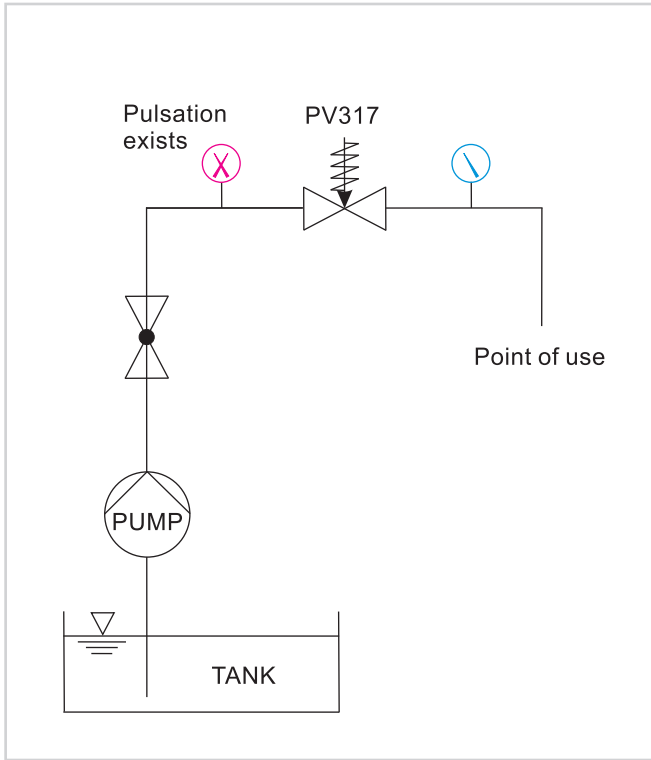 Pulsation
exists
PV317
Point of use
PUMP
TANK